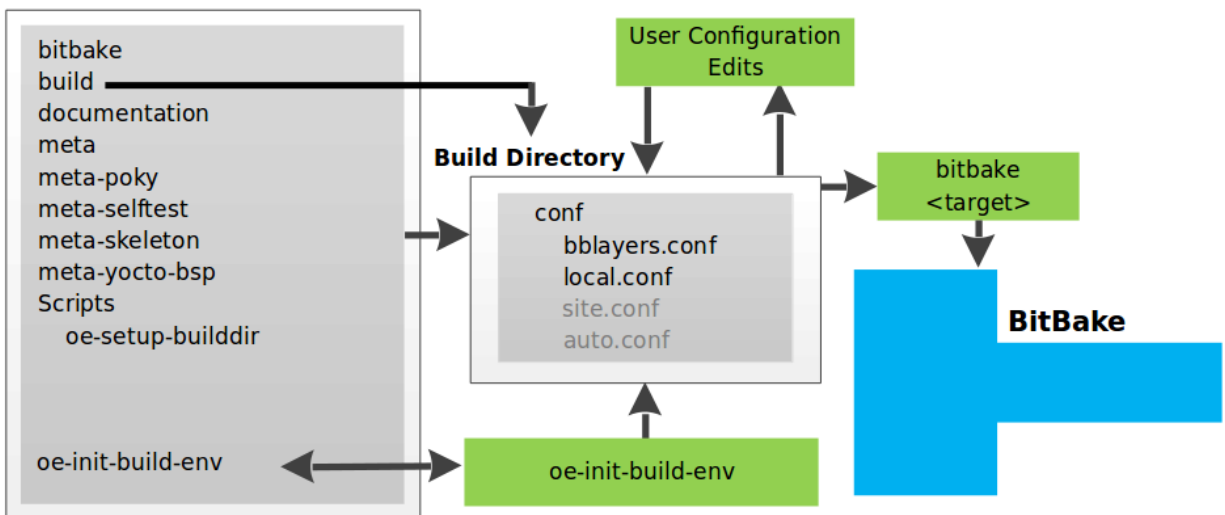 bitbake
build
documentation
meta
meta-poky
meta-selftest
meta-skeleton
meta-yocto-bsp
Scripts
oe-setup-builddir
oe-init-build-env
User Configuration
Edits
Build Directory
conf
bblayers.conf
local.conf
site.conf
auto.conf
oe-init-build-env
bitbake
<target>
BitBake